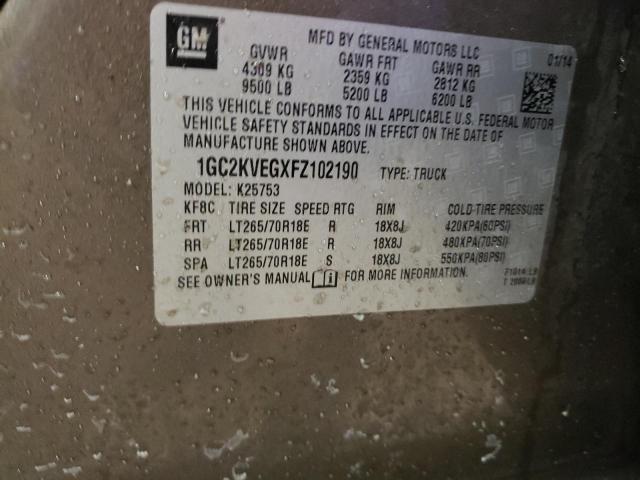 GM
MFD BY GENERAL MOTORS LLC
01/14
GVWR GAWR FRT GAWR RR
4309 KG 2359 KG 2812 KG
9500 LB 5200 LB 6200 LB
THIS VEHICLE CONFORMS TO ALL APPLICABLE U.S. FEDERAL MOTOR
VEHICLE SAFETY STANDARDS IN EFFECT ON THE DATE OF
MANUFACTURE SHOWN ABOVE.
1GC2KVEGXFZ102190 TYPE: TRUCK
MODEL: K25753
KF8C TIRE SIZE SPEED RTG RIM COLD TIRE PRESSURE
FRT LT265/70R18E R 18X8J 420KPA(60PSI)
RR LT265/70R18E R 18X8J 480KPA(70PSI)
SPA LT265/70R18E S 18X8J 550KPA(80PSI)
SEE OWNER'S MANUAL i FOR MORE INFORMATION.